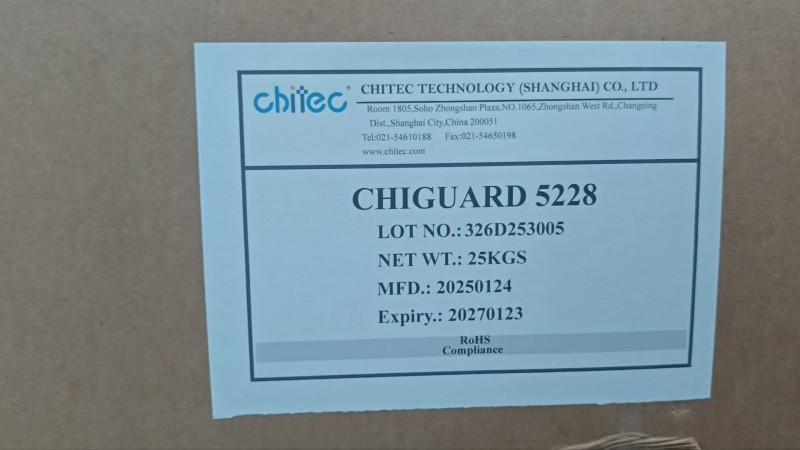 chitec®
CHITEC TECHNOLOGY (SHANGHAI) CO., LTD
Room 1805,Soho Zhongshan Plaza,NO.1065,Zhongshan West Rd.,Changning
Dist.,Shanghai City,China 200051
Tel:021-54610188 Fax:021-54650198
www.chitec.com
CHIGUARD 5228
LOT NO.: 326D253005
NET WT.: 25KGS
MFD.: 20250124
Expiry.: 20270123
RoHS
Compliance